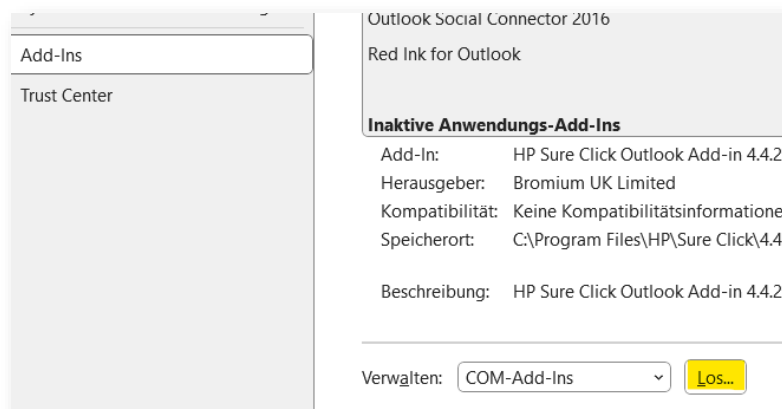 Add-Ins
Trust Center
Outlook Social Connector 2016
Red Ink for Outlook
Inaktive Anwendungs-Add-Ins
Add-In: HP Sure Click Outlook Add-in 4.4.2
Herausgeber: Bromium UK Limited
Kompatibilität: Keine Kompatibilitätsinformatione
Speicherort: C:\Program Files\HP\Sure Click\4.4
Beschreibung: HP Sure Click Outlook Add-in 4.4.2
Verwalten: COM-Add-Ins Los...